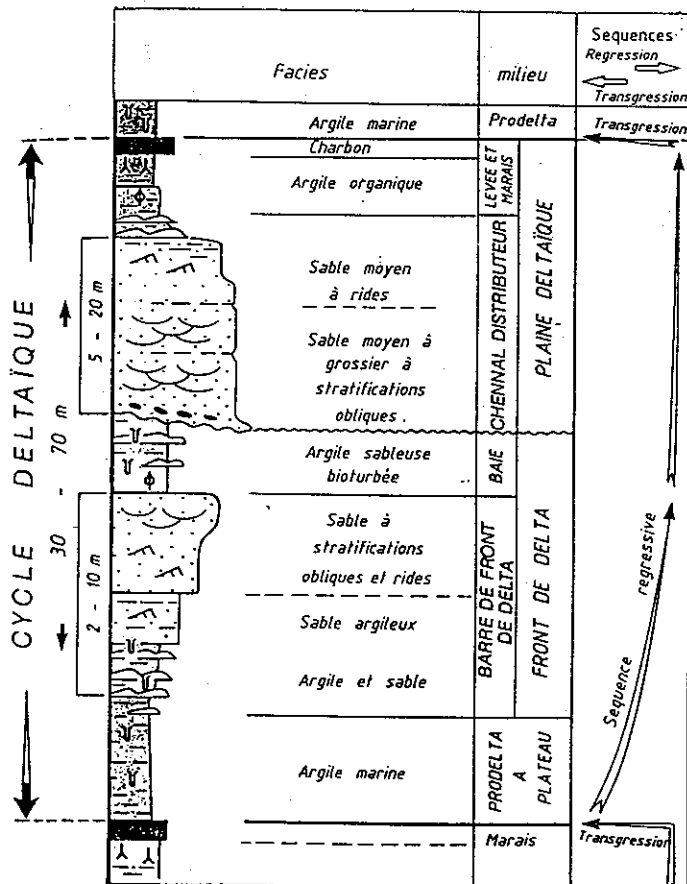 Facies
milieu
Sequences
Regression
Transgression
Argile marine
Prodelta
Transgression
Charbon
Argile organique
LEVEE ET
MARAIS
Sable moyen
à rides
Sable moyen à
grossier à
stratifications
obliques.
CHENNAL DISTRIBUTEUR
PLAINE DELTAÏQUE
Argile sableuse
bioturbée
BAIE
Sable à
stratifications
obliques et rides
Sable argileux
Argile et sable
BARRE DE FRONT
DE DELTA
FRONT DE DELTA
Argile marine
PRODELTA
A
PLATEAU
Marais
Transgression
Séquence regressive
CYCLE DELTAÏQUE
30 - 70 m
5 - 20 m
2 - 10 m